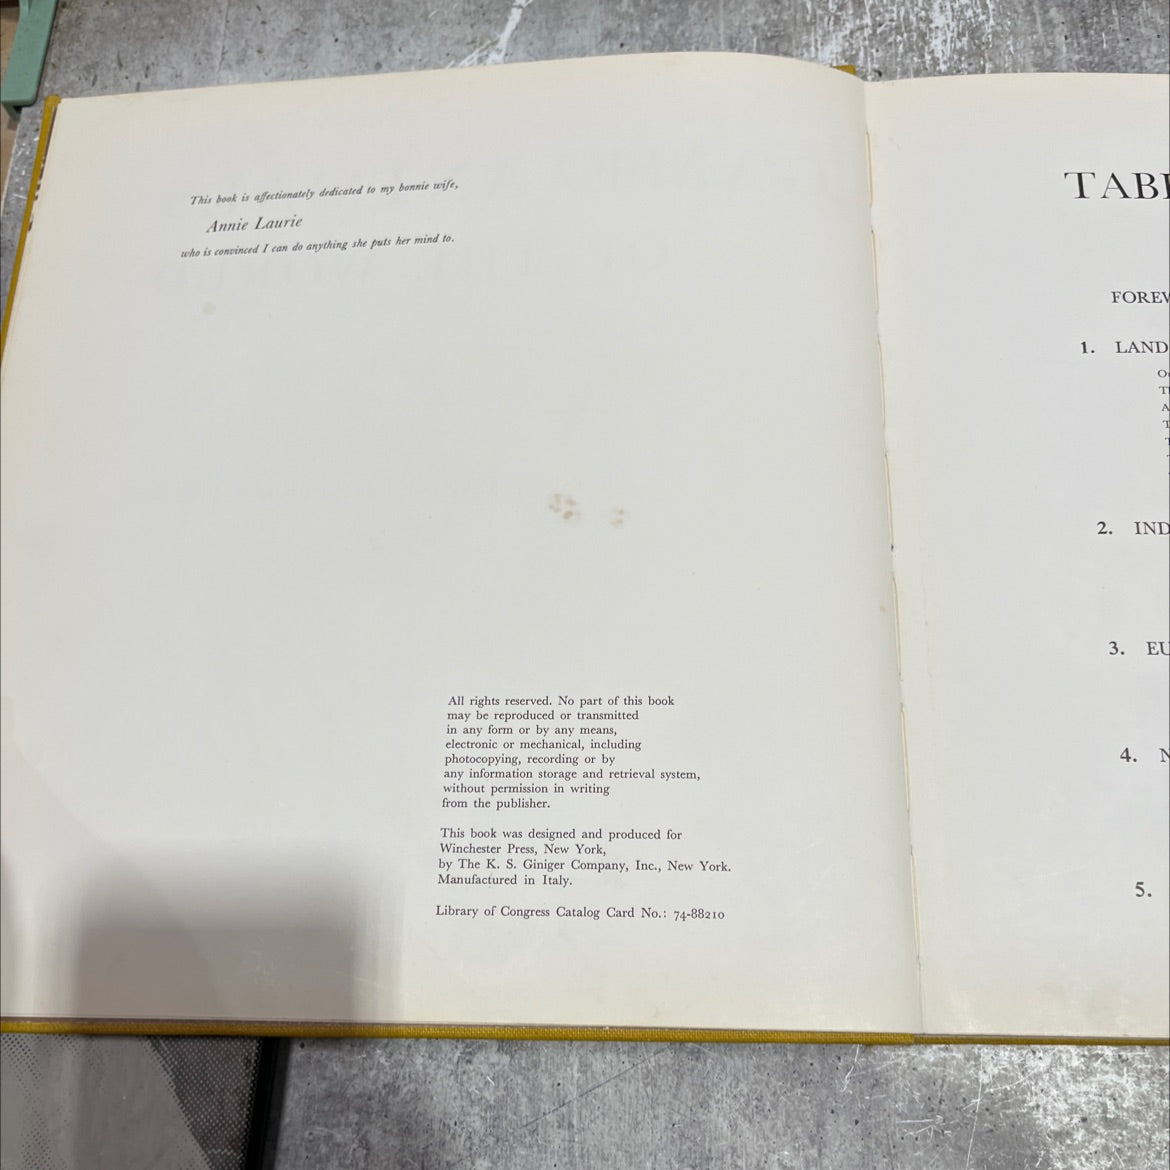 This book is affectionately dedicated to my bonnie wife,
Annie Laurie
who is convinced I can do anything she puts her mind to.
All rights reserved. No part of this book
may be reproduced or transmitted
in any form or by any means,
electronic or mechanical, including
photocopying, recording or by
any information storage and retrieval system,
without permission in writing
from the publisher.
This book was designed and produced for
Winchester Press, New York,
by The K. S. Giniger Company, Inc., New York.
Manufactured in Italy.
Library of Congress Catalog Card No.: 74-88210
1. LAND
2.
3.
4.
5.